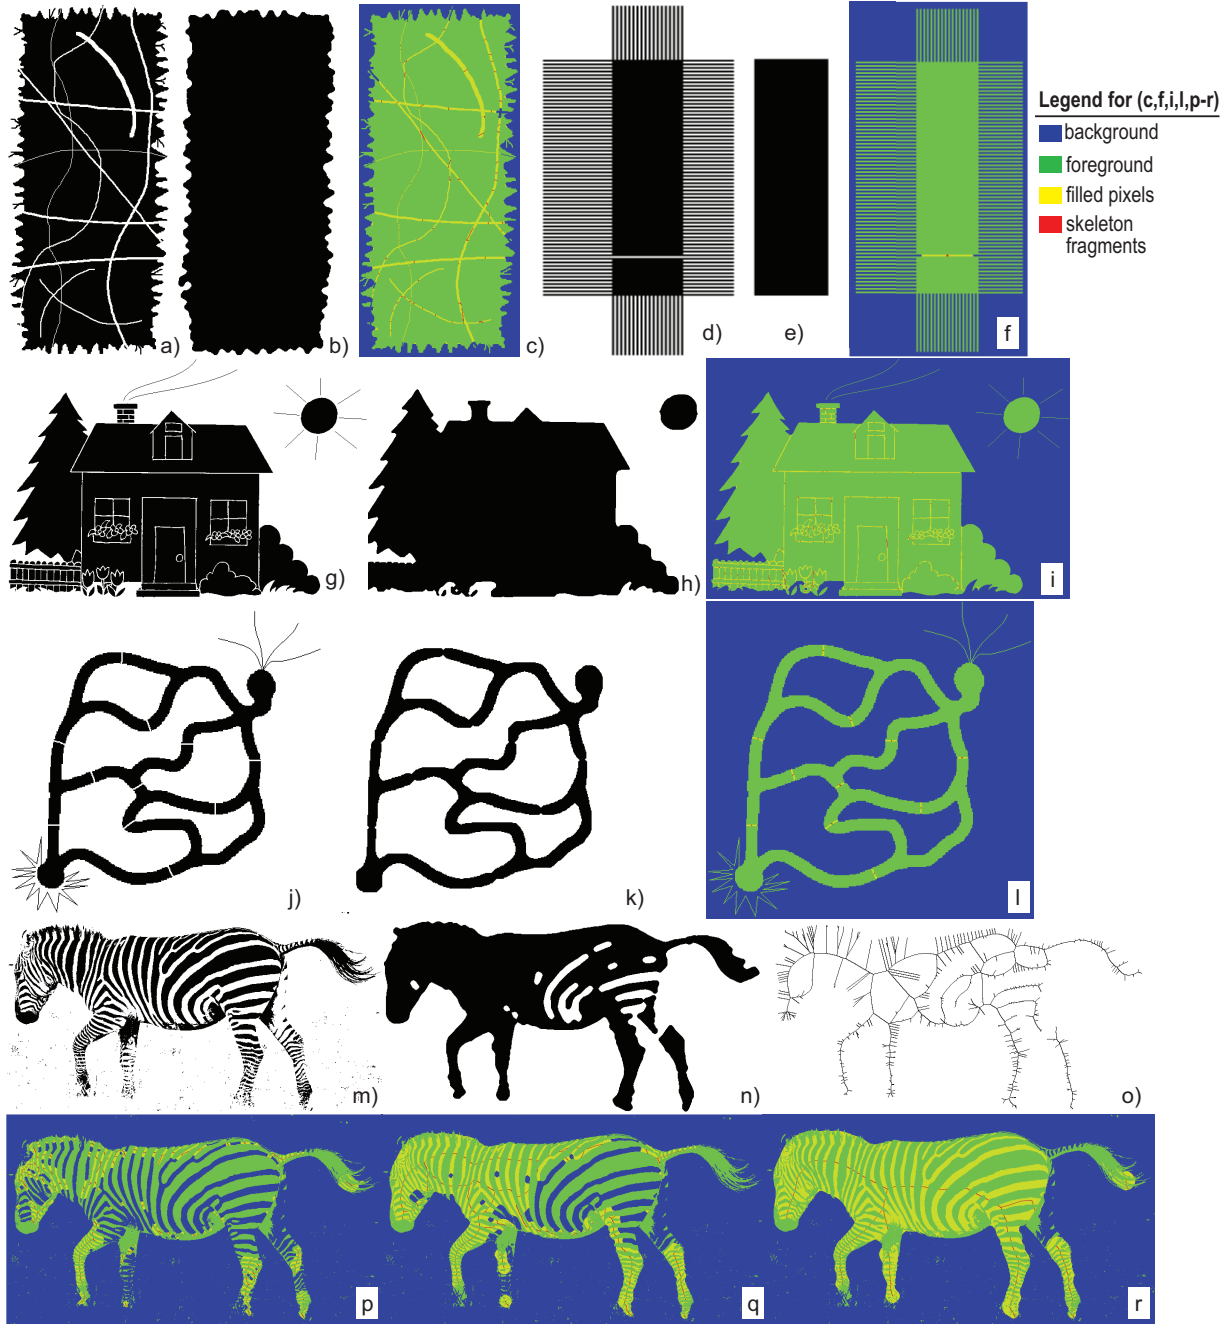 a)
b)
c)
d)
e)
f
Legend for (c,f,i,l,p-r)
background
foreground
filled pixels
skeleton
fragments
g)
h)
i
j)
k)
l
m)
n)
o)
p
q
r